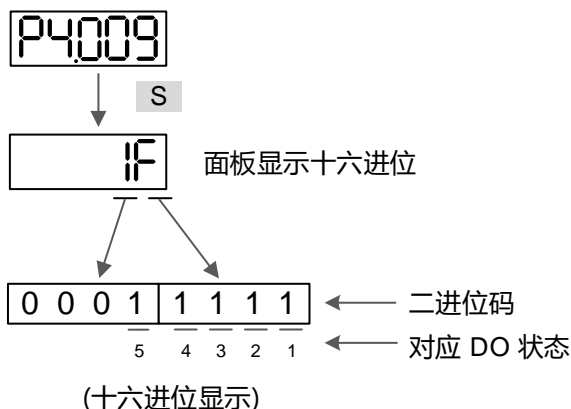 P4.009
S
1F 面板显示十六进位
0 0 0 1 1 1 1 1 二进位码
5 4 3 2 1 对应 DO 状态
(十六进位显示)